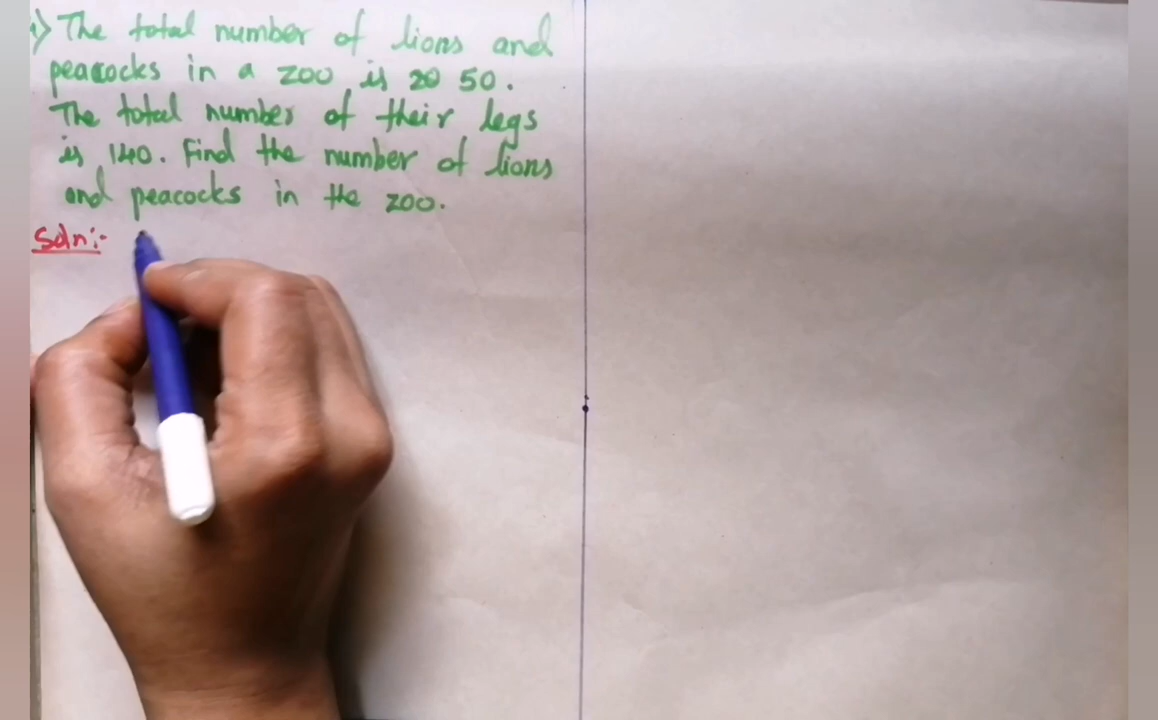 1) The total number of lions and
peacocks in a zoo is 20 50.
The total number of their legs
is 140. Find the number of lions
and peacocks in the zoo.
Soln:-